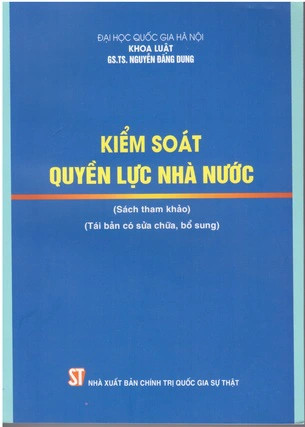 ĐẠI HỌC QUỐC GIA HÀ NỘI
KHOA LUẬT
GS.TS. NGUYỄN ĐĂNG DUNG
KIỂM SOÁT
QUYỀN LỰC NHÀ NƯỚC
(Sách tham khảo)
(Tái bản có sửa chữa, bổ sung)
ST NHÀ XUẤT BẢN CHÍNH TRỊ QUỐC GIA SỰ THẬT